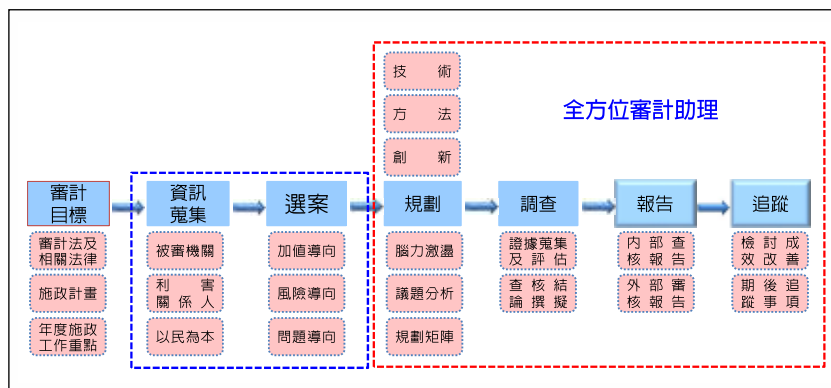 技術
方法
全方位審計助理
創新
審計
目標
資訊
蒐集
選案
規劃
調查
報告
追蹤
審計法及
相關法律
施政計畫
年度施政
工作重點
被審機關
利害
關係人
以民為本
加值導向
風險導向
問題導向
腦力激盪
議題分析
規劃矩陣
證據蒐集
及評估
查核結
論撰擬
內部查
核報告
外部審
核報告
檢討成
效改善
期後追
蹤事項